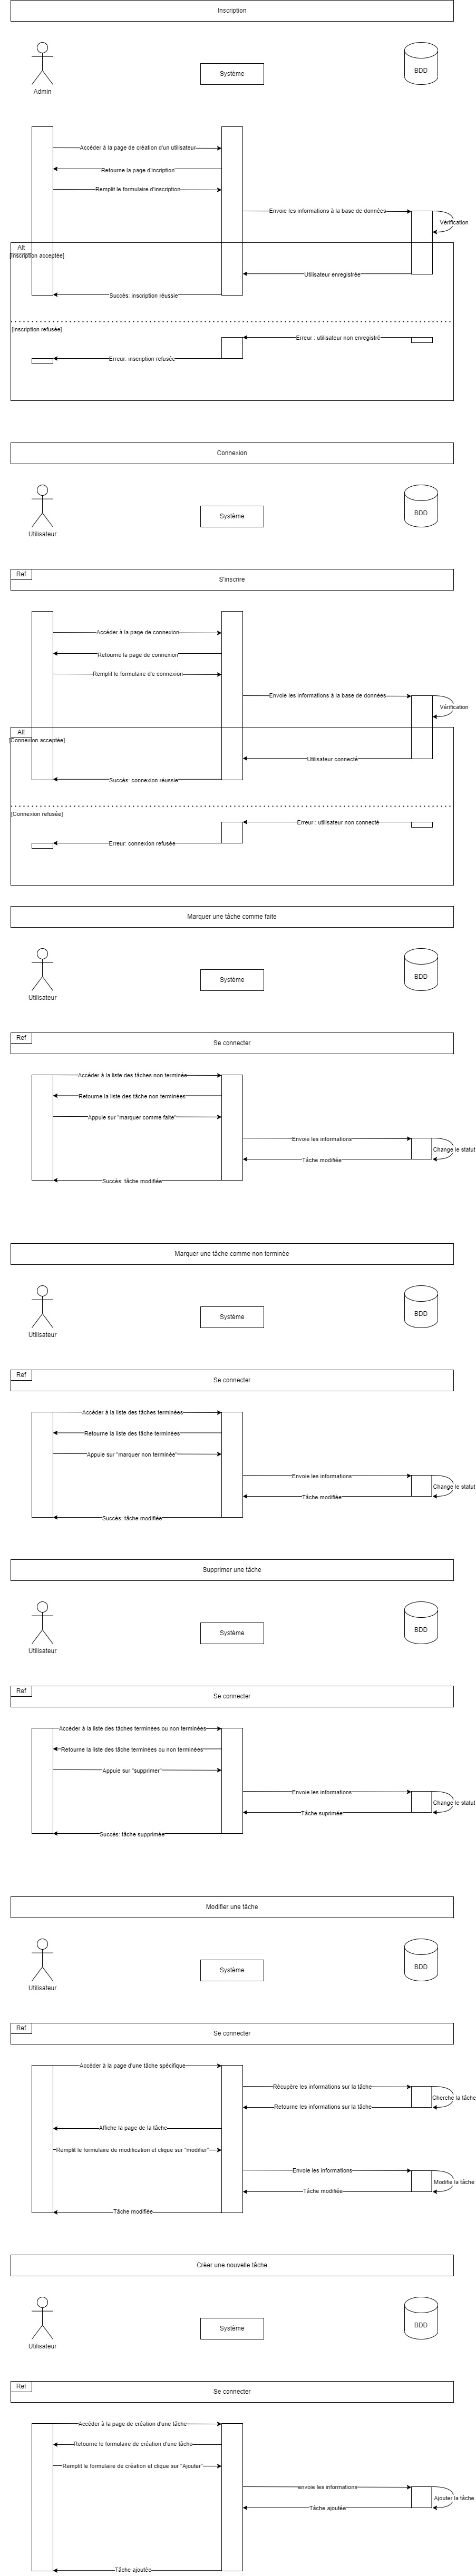 Inscription
Admin
Système
BDD
Accéder à la page de création d'un utilisateur
Retourne la page d'incription
Remplit le formulaire d'inscription
Envoie les informations à la base de données
Vérification
Alt
[Inscription acceptée]
Utilisateur enregistrée
Succès: inscription réussie
[Inscription refusée]
Erreur : utilisateur non enregistré
Erreur: inscription refusée
Connexion
Utilisateur
Système
BDD
Ref
S'inscrire
Accéder à la page de connexion
Retourne la page de connexion
Remplit le formulaire d'e connexion
Envoie les informations à la base de données
Vérification
Alt
[Connexion acceptée]
Utilisateur connecté
Succès: connexion réussie
[Connexion refusée]
Erreur : utilisateur non connecté
Erreur: connexion refusée
Marquer une tâche comme faite
Utilisateur
Système
BDD
Ref
Se connecter
Accéder à la liste des tâches non terminée
Retourne la liste des tâche non terminées
Appuie sur "marquer comme faite"
Envoie les informations
Change le statut
Tâche modifiée
Succès: tâche modifiée
Marquer une tâche comme non terminée
Utilisateur
Système
BDD
Ref
Se connecter
Accéder à la liste des tâches terminées
Retourne la liste des tâche terminées
Appuie sur "marquer non terminée"
Envoie les informations
Change le statut
Tâche modifiée
Succès: tâche modifiée
Supprimer une tâche
Utilisateur
Système
BDD
Ref
Se connecter
Accéder à la liste des tâches terminées ou non terminées
Retourne la liste des tâche terminées ou non terminées
Appuie sur "supprimer"
Envoie les informations
Change le statut
Tâche suprimée
Succès: tâche supprimée
Modifier une tâche
Utilisateur
Système
BDD
Ref
Se connecter
Accéder à la page d'une tâche spécifique
Récupère les informations sur la tâche
Cherche la tâche
Retourne les informations sur la tâche
Affiche la page de la tâche
Remplit le formulaire de modification et clique sur "modifier"
Envoie les informations
Modifie la tâche
Tâche modifiée
Tâche modifiée
Créer une nouvelle tâche
Utilisateur
Système
BDD
Ref
Se connecter
Accéder à la page de création d'une tâche
Retourne le formulaire de création d'une tâche
Remplit le formulaire de création et clique sur "Ajouter"
envoie les informations
Ajouter la tâche
Tâche ajoutée
Tâche ajoutée